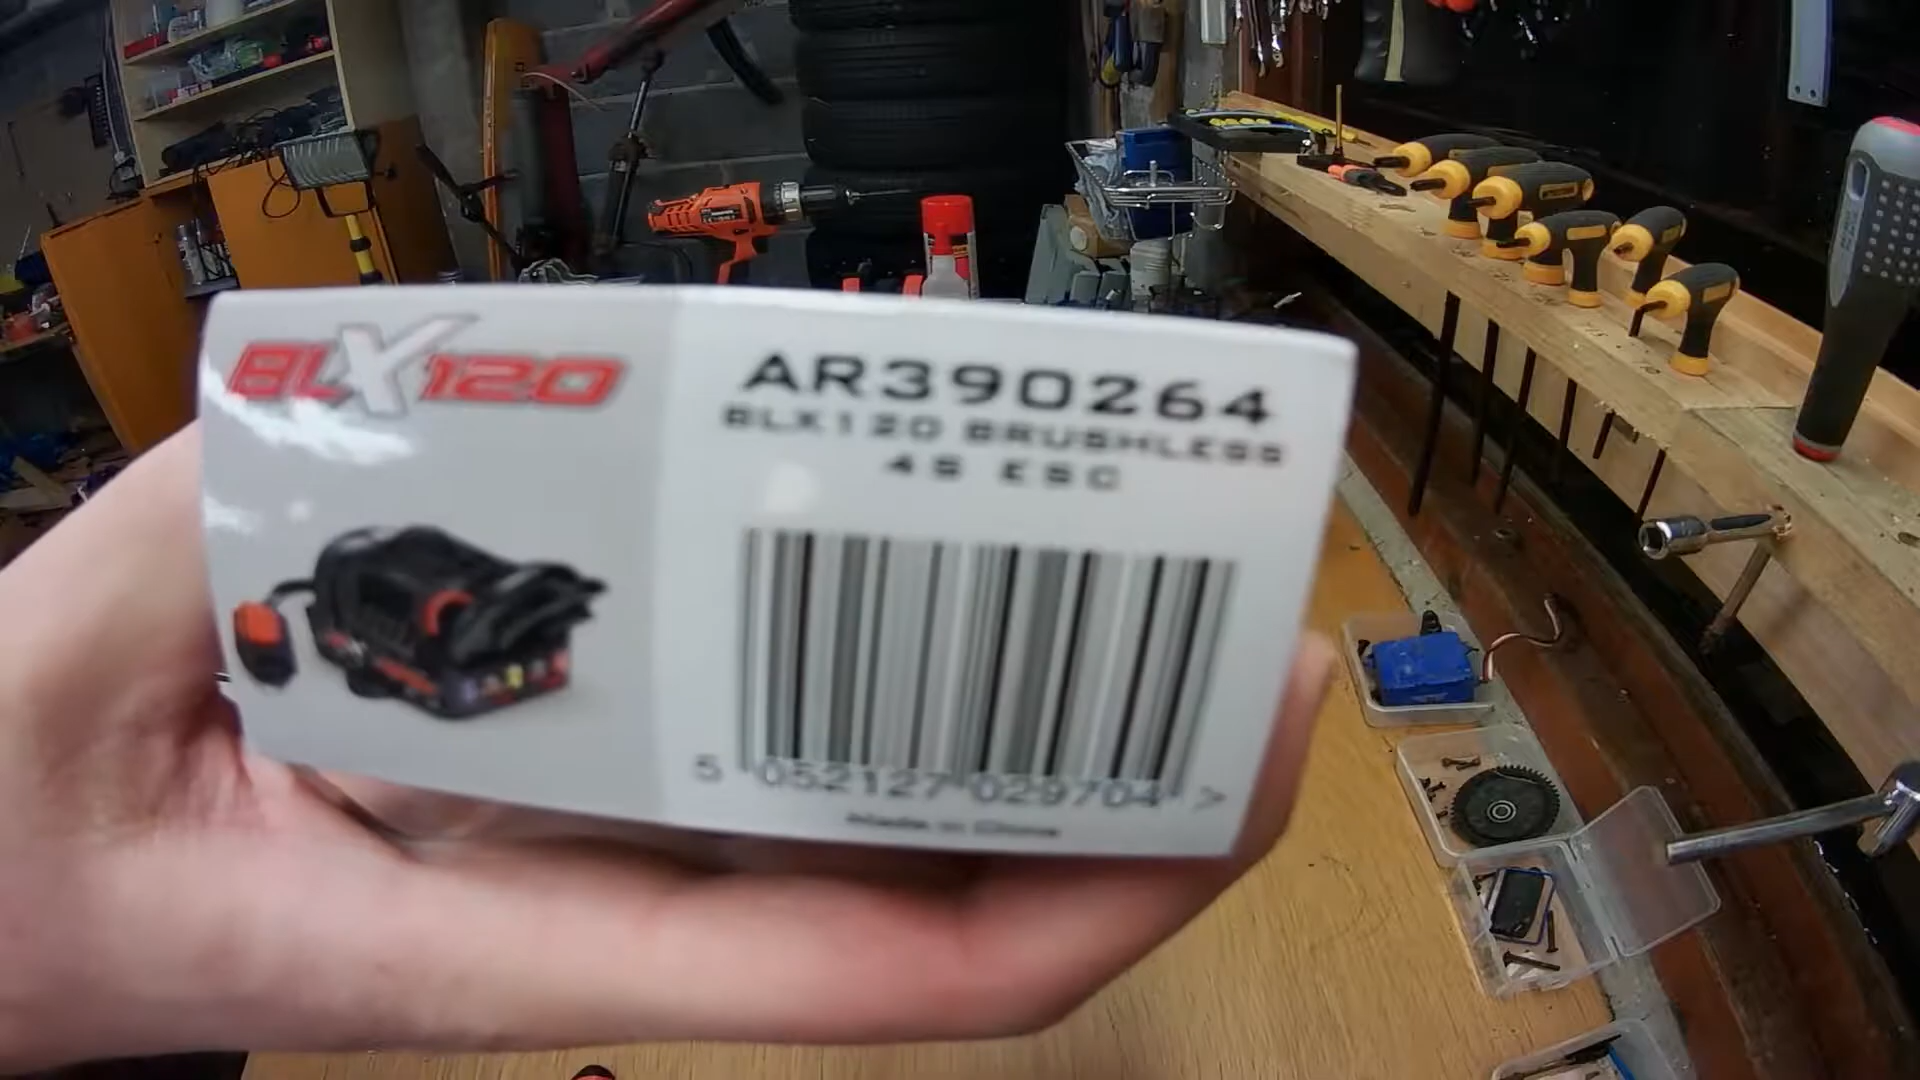 BLX120
AR390264
BLX120 BRUSHLESS
4S ESC
5 052127 029704 >
Made in China